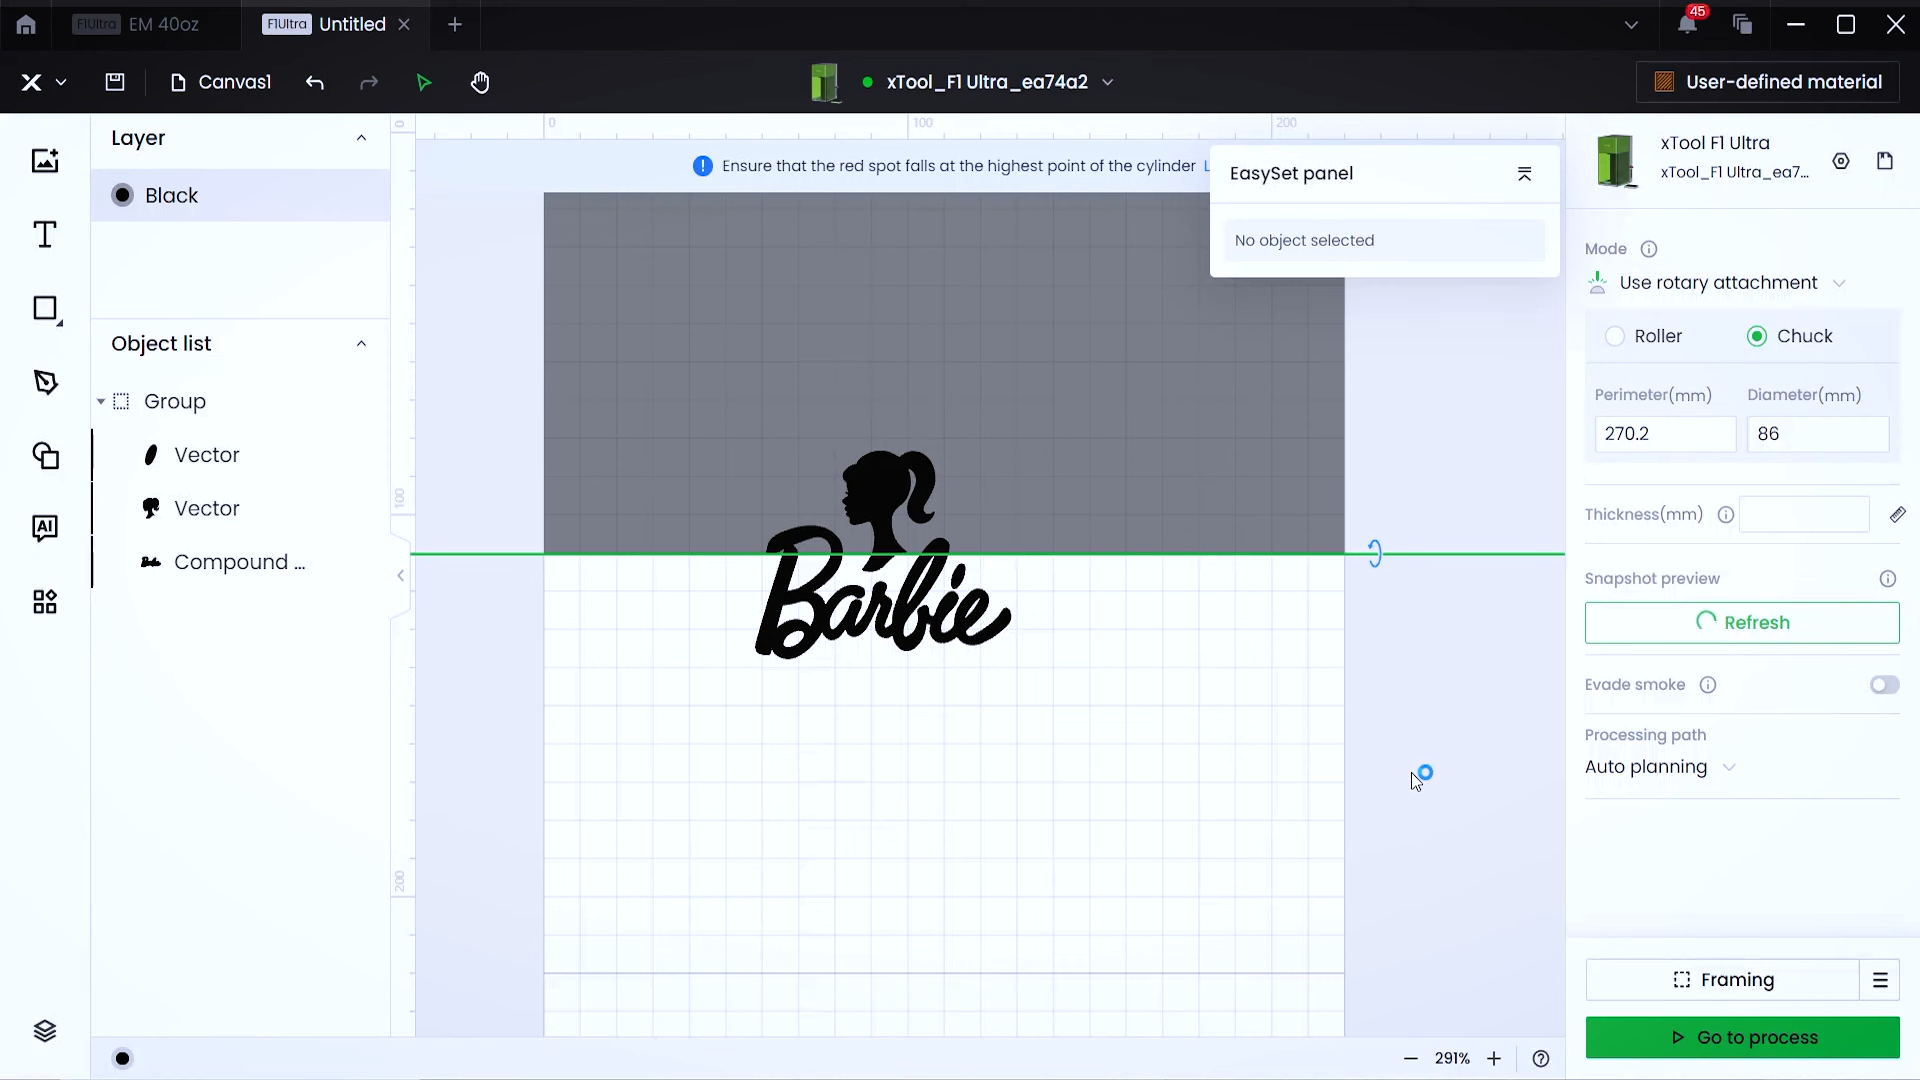 F1Ultra EM 40oz
F1Ultra Untitled
45
Canvas1
xTool_F1 Ultra_ea74a2
User-defined material
Layer
Black
Object list
Group
Vector
Vector
Compound ...
0
100
200
0
100
200
Ensure that the red spot falls at the highest point of the cylinder
EasySet panel
No object selected
Barbie
AI
291%
xTool F1 Ultra
xTool_F1 Ultra_ea7...
Mode
Use rotary attachment
Roller
Chuck
Perimeter(mm)
Diameter(mm)
270.2
86
Thickness(mm)
Snapshot preview
Refresh
Evade smoke
Processing path
Auto planning
Framing
Go to process